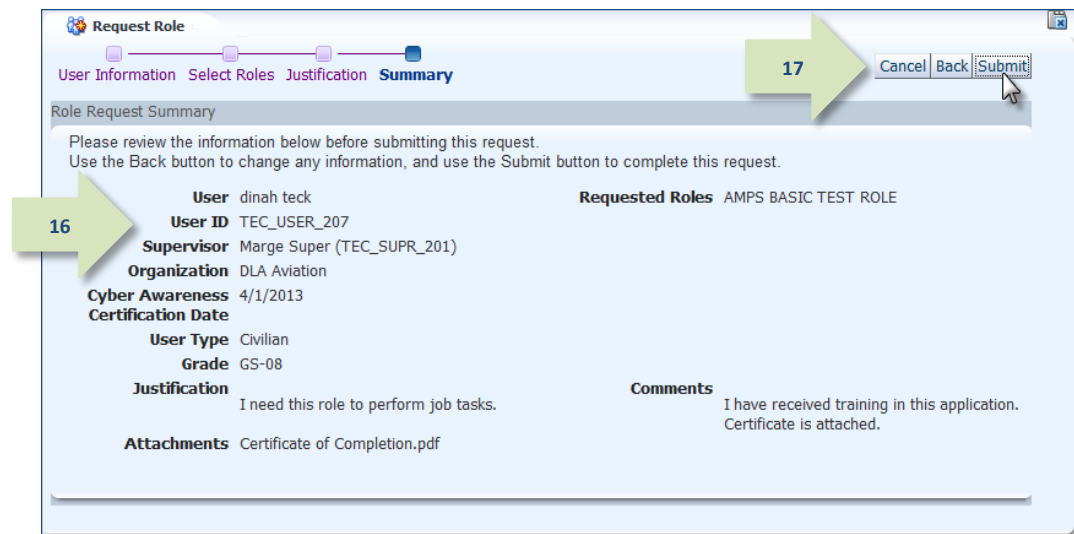 Request Role
User Information Select Roles Justification Summary
17
Cancel Back Submit
Role Request Summary
Please review the information below before submitting this request.
Use the Back button to change any information, and use the Submit button to complete this request.
16
User dinah teck
User ID TEC_USER_207
Supervisor Marge Super (TEC_SUPR_201)
Organization DLA Aviation
Cyber Awareness 4/1/2013
Certification Date
User Type Civilian
Grade GS-08
Justification
I need this role to perform job tasks.
Attachments Certificate of Completion.pdf
Requested Roles AMPS BASIC TEST ROLE
Comments
I have received training in this application.
Certificate is attached.